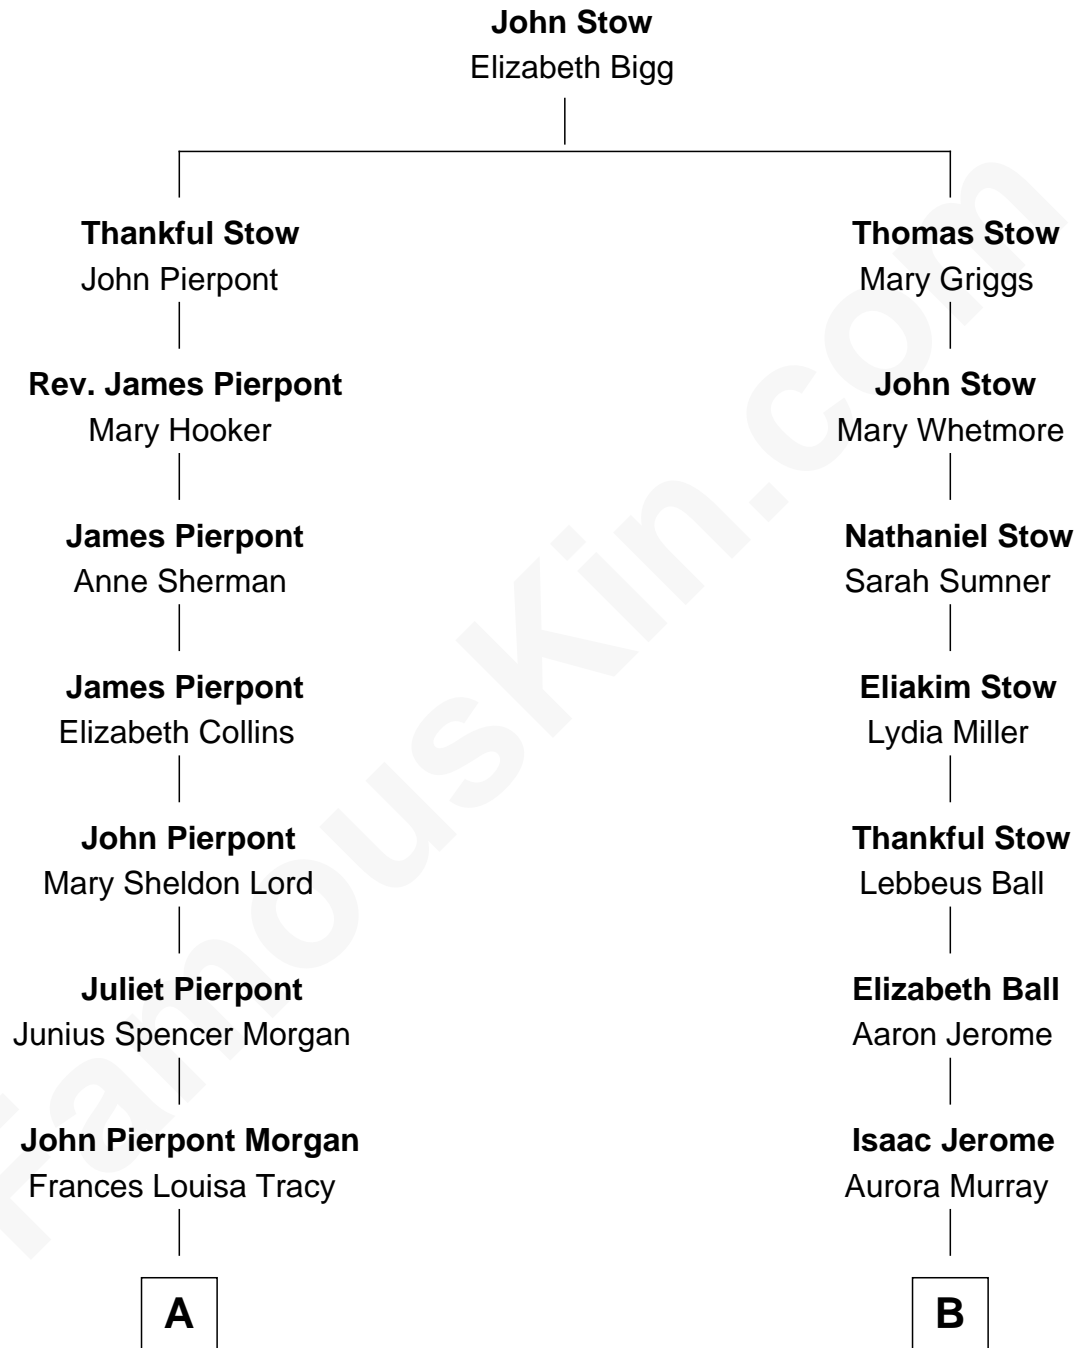 John Stow
Elizabeth Bigg
Thankful Stow
John Pierpont
Thomas Stow
Mary Griggs
Rev. James Pierpont
Mary Hooker
John Stow
Mary Whetmore
James Pierpont
Anne Sherman
Nathaniel Stow
Sarah Sumner
James Pierpont
Elizabeth Collins
Eliakim Stow
Lydia Miller
John Pierpont
Mary Sheldon Lord
Thankful Stow
Lebbeus Ball
Juliet Pierpont
Junius Spencer Morgan
Elizabeth Ball
Aaron Jerome
John Pierpont Morgan
Frances Louisa Tracy
Isaac Jerome
Aurora Murray
A
B
FamousKin.com